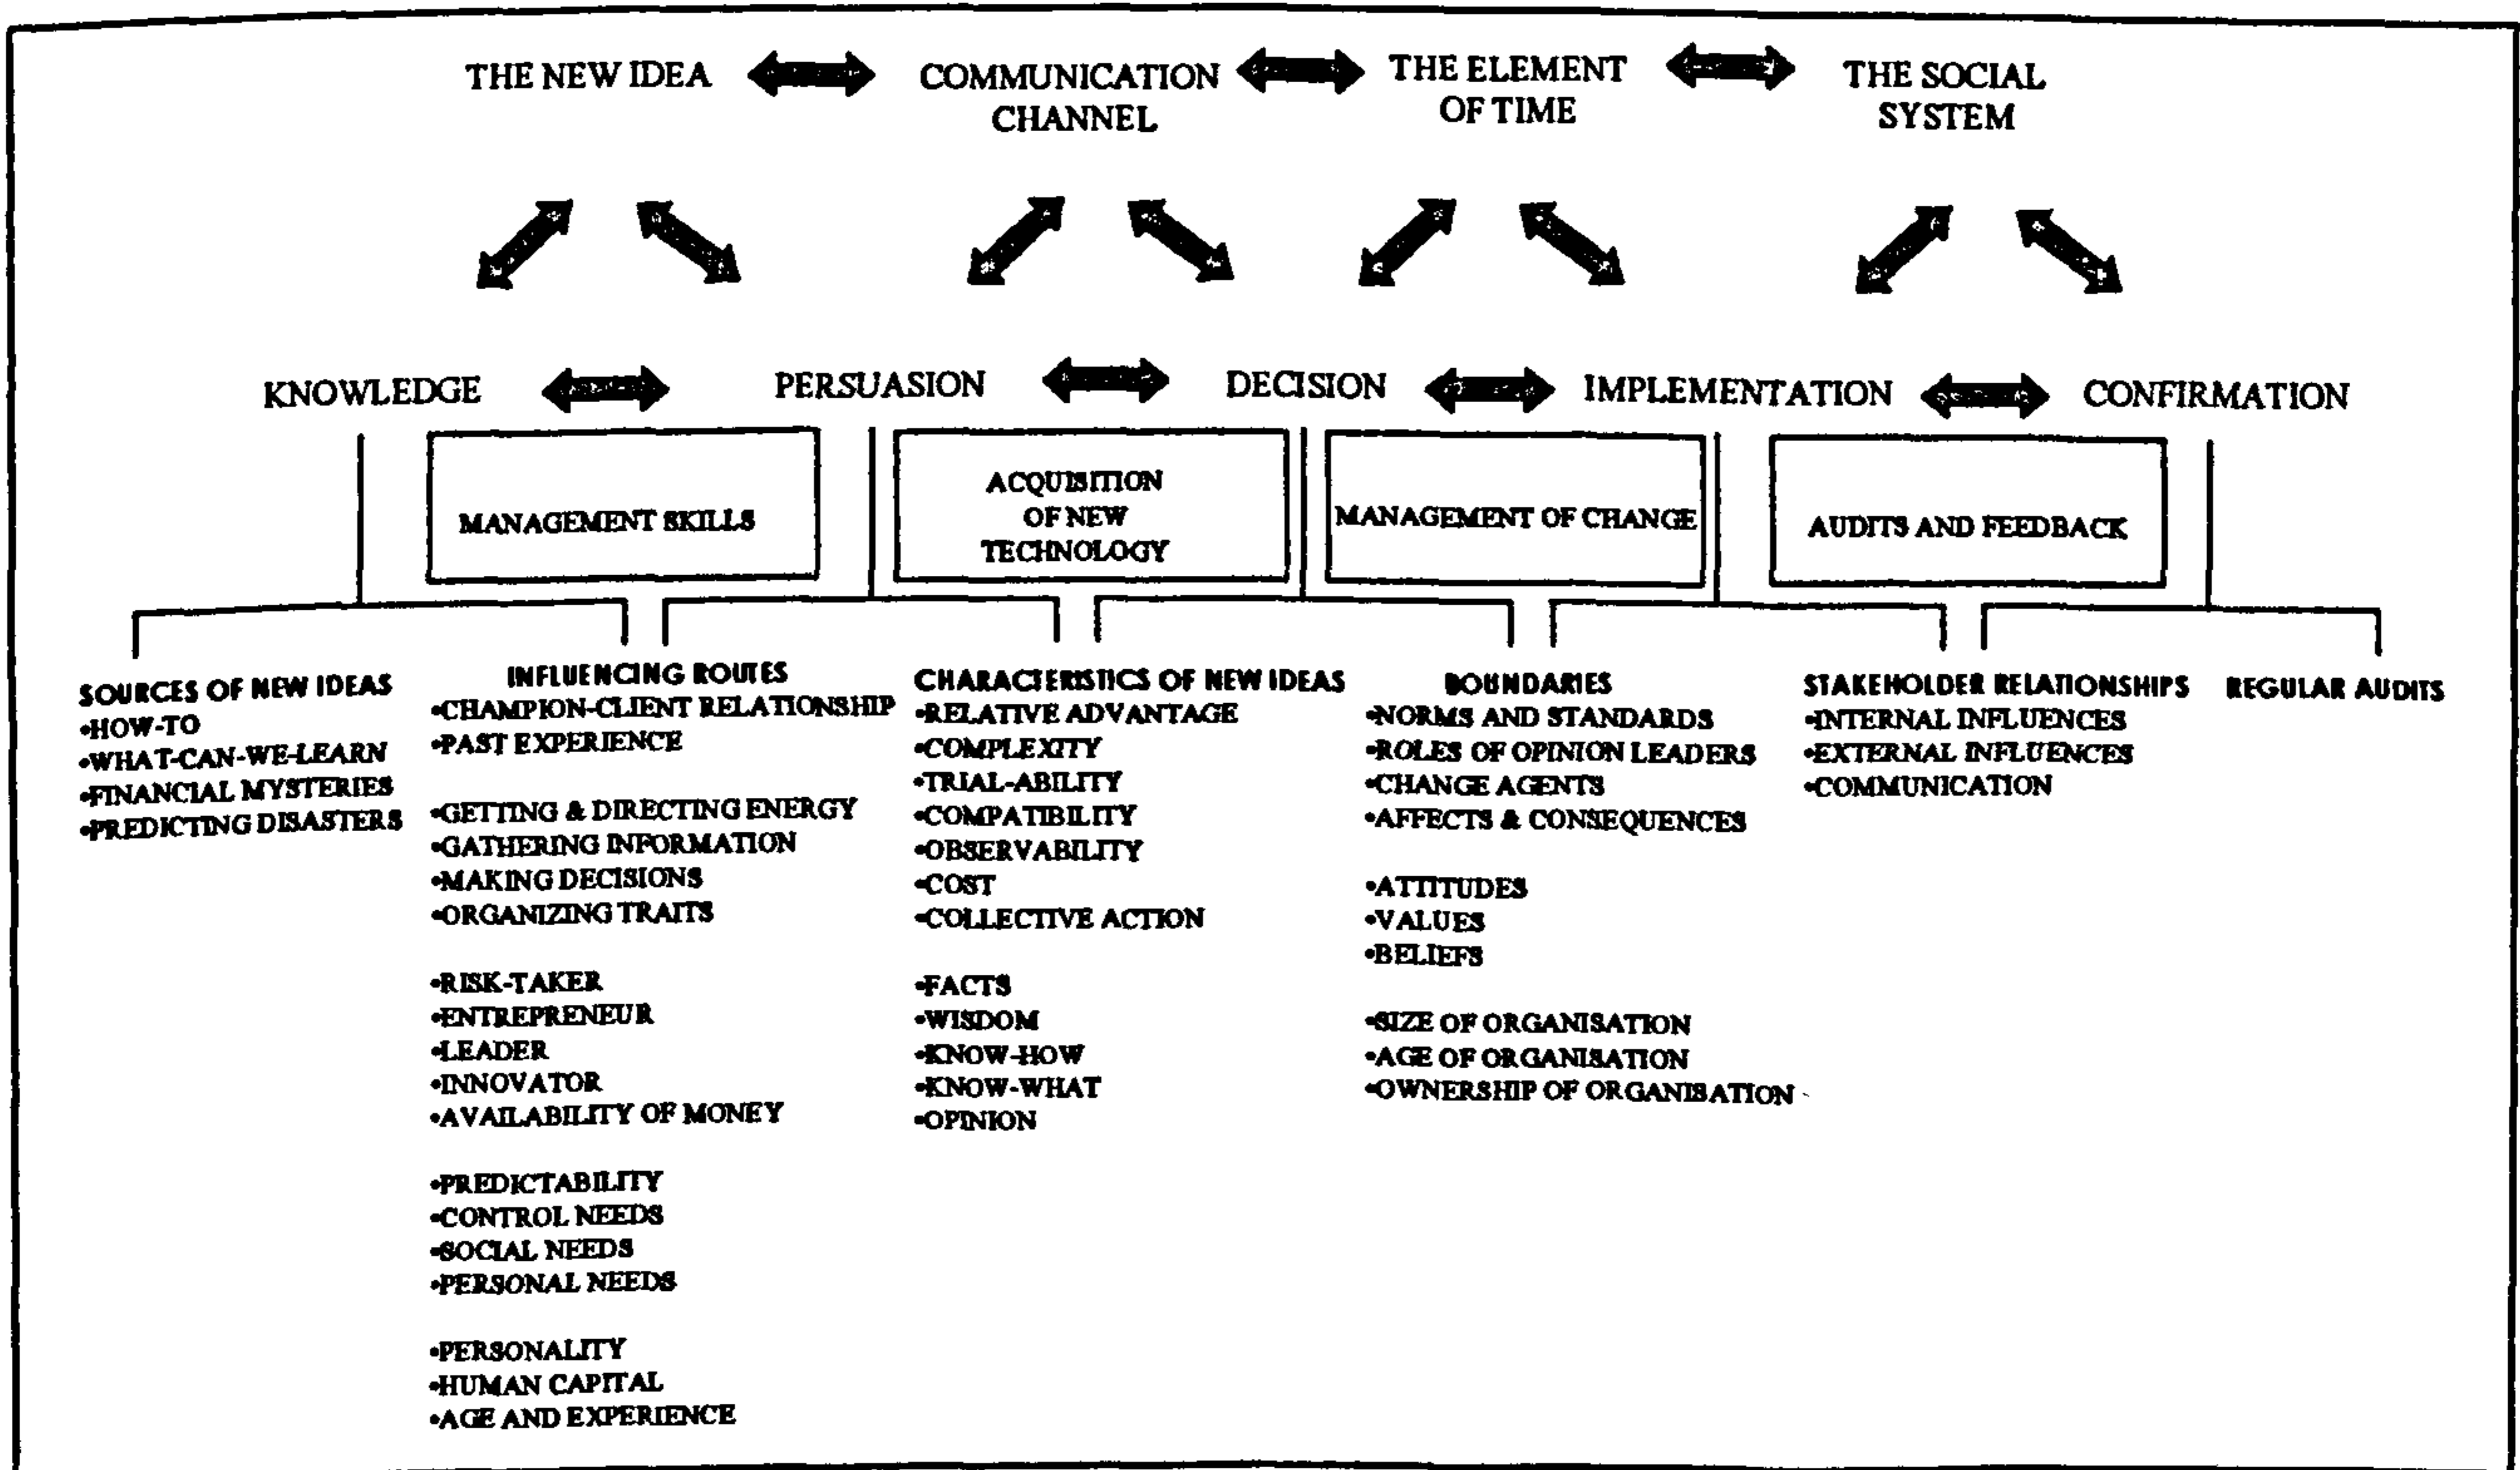 THE NEW IDEA
COMMUNICATION
CHANNEL
THE ELEMENT
OF TIME
THE SOCIAL
SYSTEM
KNOWLEDGE
PERSUASION
DECISION
IMPLEMENTATION
CONFIRMATION
MANAGEMENT SKILLS
ACQUISITION
OF NEW
TECHNOLOGY
MANAGEMENT OF CHANGE
AUDITS AND FEEDBACK
SOURCES OF NEW IDEAS
•HOW-TO
•WHAT-CAN-WE-LEARN
•FINANCIAL MYSTERIES
•PREDICTING DISASTERS
INFLUENCING ROUTES
•CHAMPION-CLIENT RELATIONSHIP
•PAST EXPERIENCE
•GETTING & DIRECTING ENERGY
•GATHERING INFORMATION
•MAKING DECISIONS
•ORGANIZING TRAITS
•RISK-TAKER
•ENTREPRENEUR
•LEADER
•INNOVATOR
•AVAILABILITY OF MONEY
•PREDICTABILITY
•CONTROL NEEDS
•SOCIAL NEEDS
•PERSONAL NEEDS
•PERSONALITY
•HUMAN CAPITAL
•AGE AND EXPERIENCE
CHARACTERISTICS OF NEW IDEAS
•RELATIVE ADVANTAGE
•COMPLEXITY
•TRIAL-ABILITY
•COMPATIBILITY
•OBSERVABILITY
•COST
•COLLECTIVE ACTION
•FACTS
•WISDOM
•KNOW-HOW
•KNOW-WHAT
•OPINION
BOUNDARIES
•NORMS AND STANDARDS
•ROLES OF OPINION LEADERS
•CHANGE AGENTS
•AFFECTS & CONSEQUENCES
•ATTITUDES
•VALUES
•BELIEFS
•SIZE OF ORGANISATION
•AGE OF ORGANISATION
•OWNERSHIP OF ORGANISATION
STAKEHOLDER RELATIONSHIPS
•INTERNAL INFLUENCES
•EXTERNAL INFLUENCES
•COMMUNICATION
REGULAR AUDITS